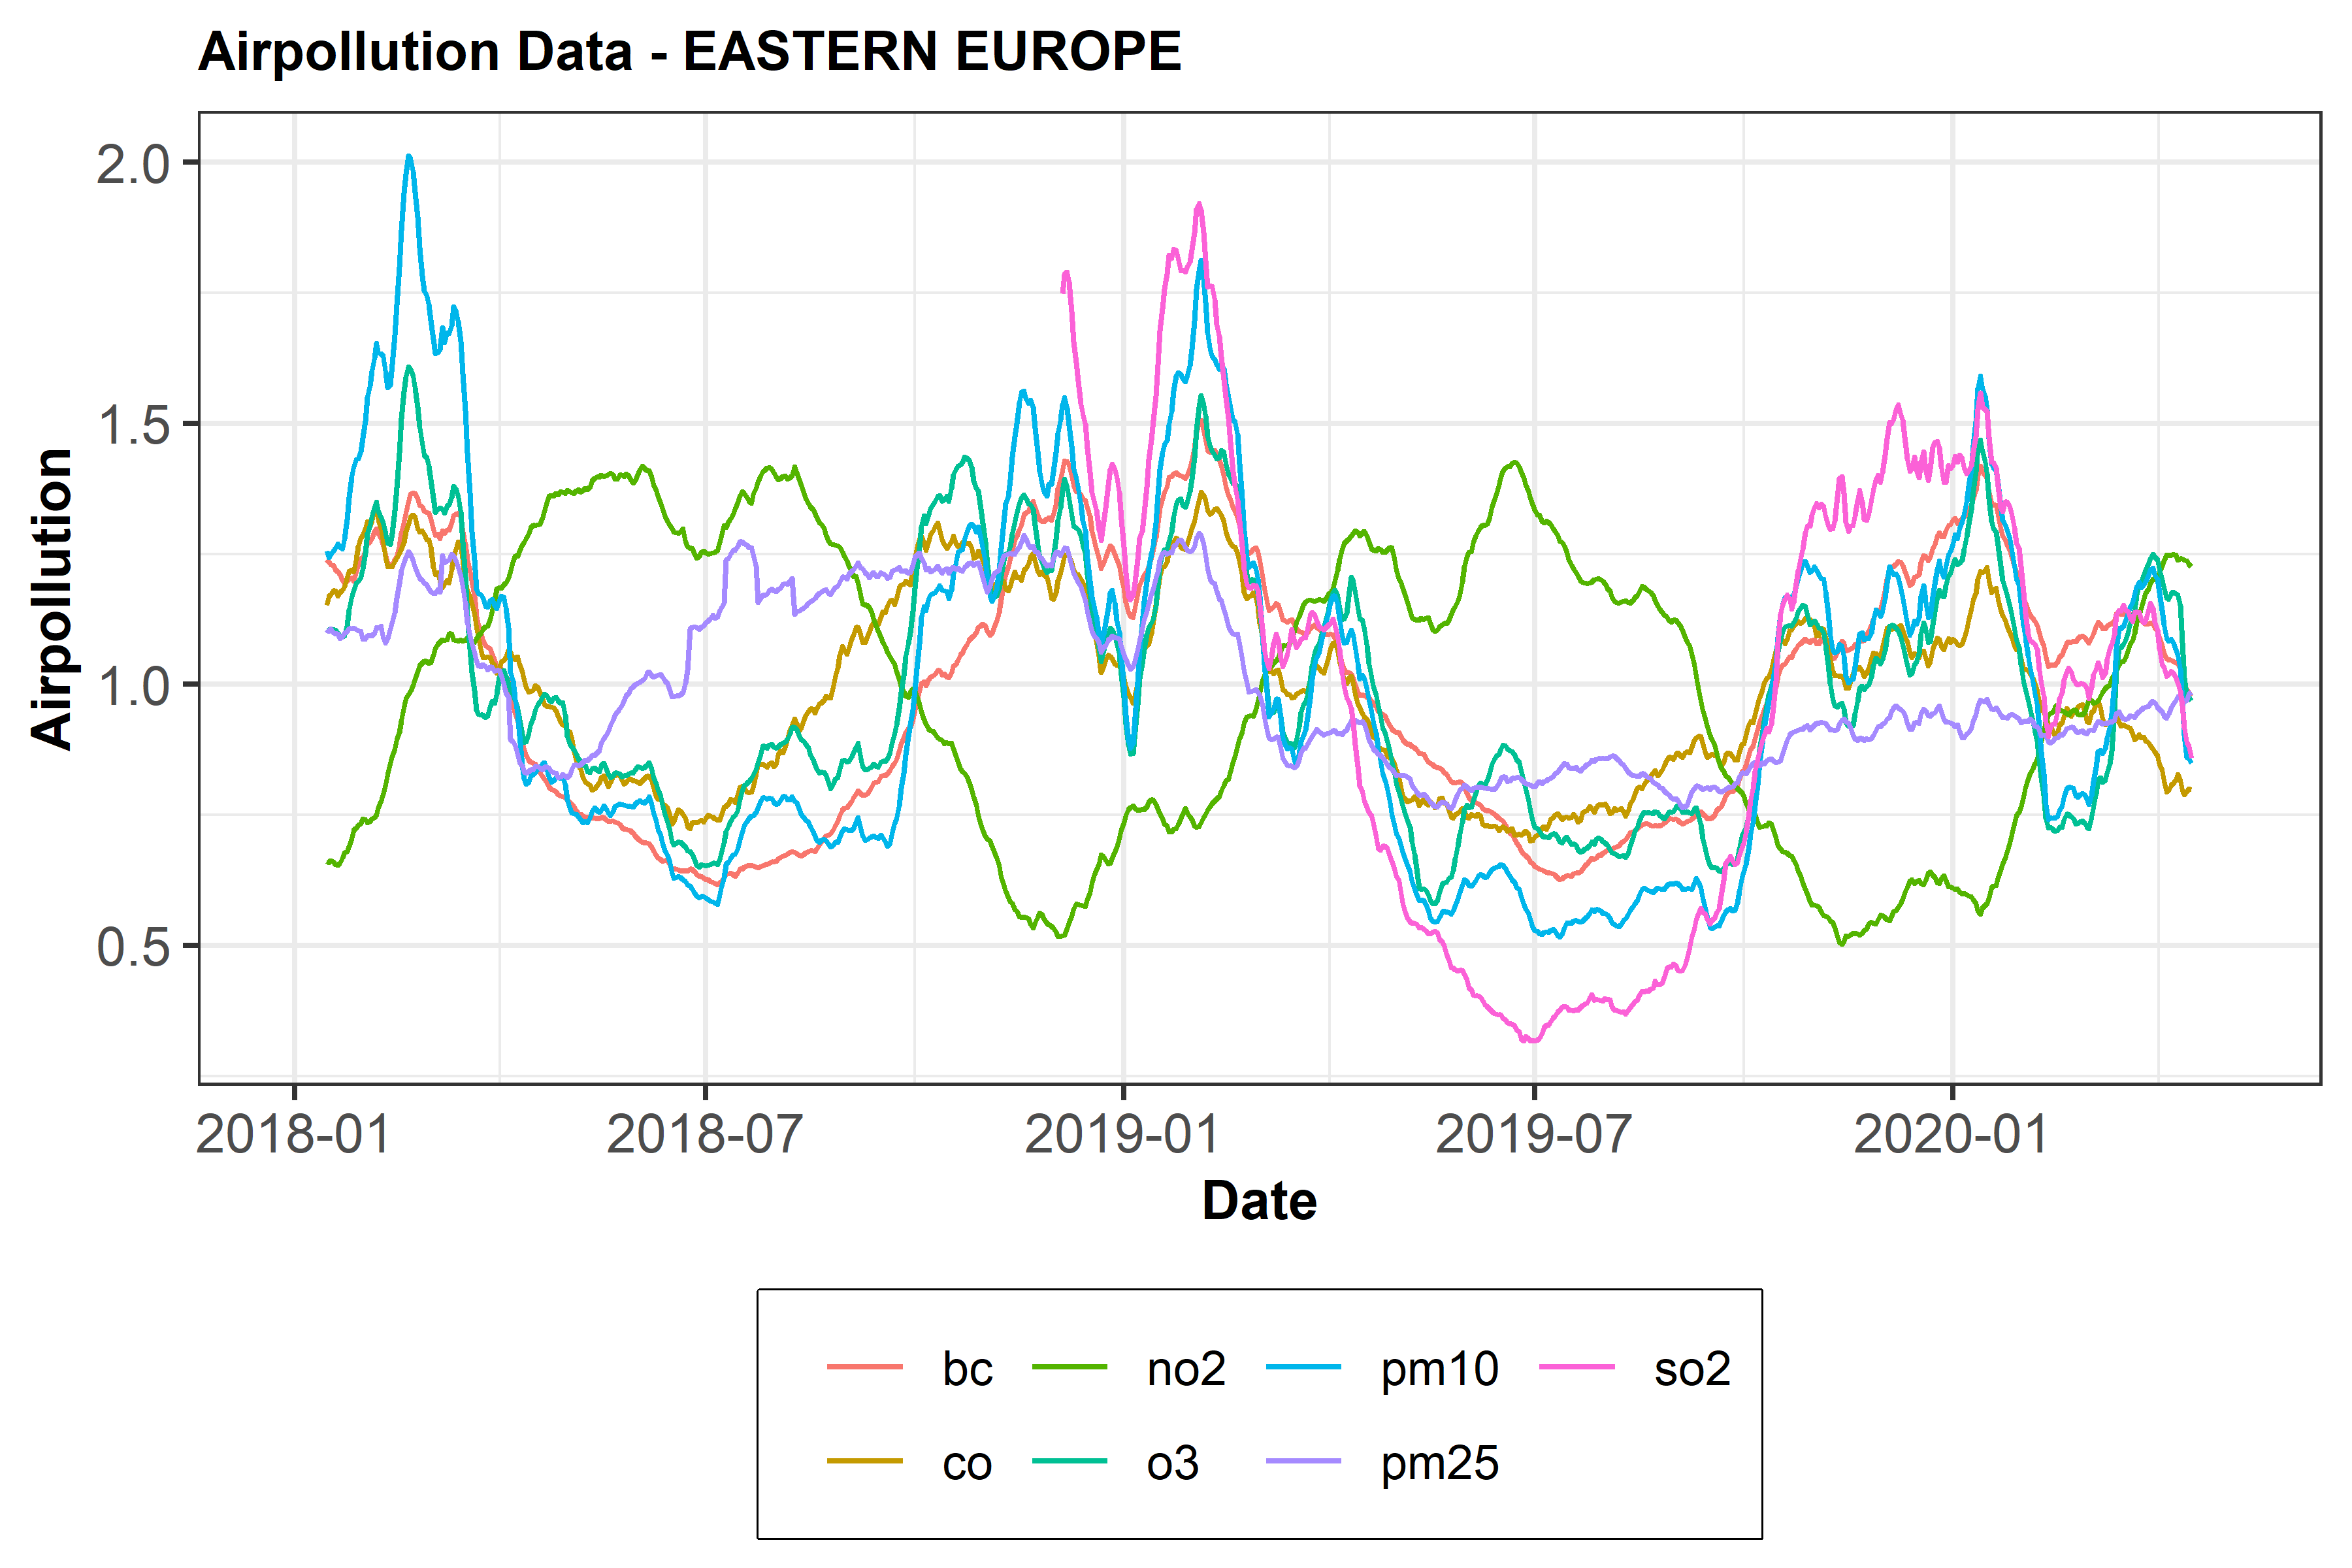 Airpollution Data - EASTERN EUROPE
Airpollution
2.0
1.5
1.0
0.5
2018-01 2018-07 2019-01 2019-07 2020-01
Date
bc no2 pm10 so2
co o3 pm25